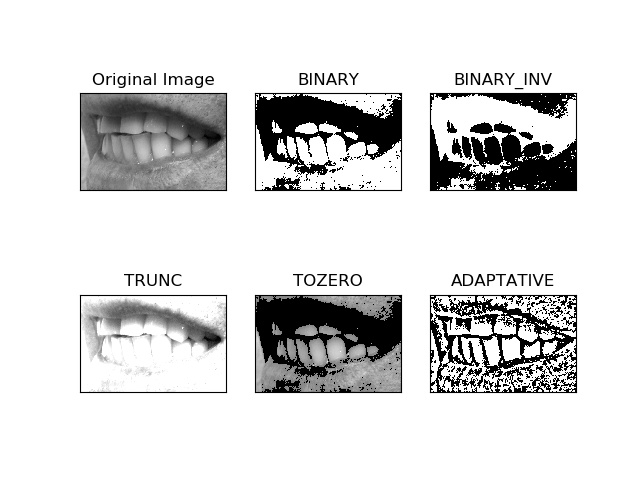 Original Image
BINARY
BINARY_INV
TRUNC
TOZERO
ADAPTATIVE